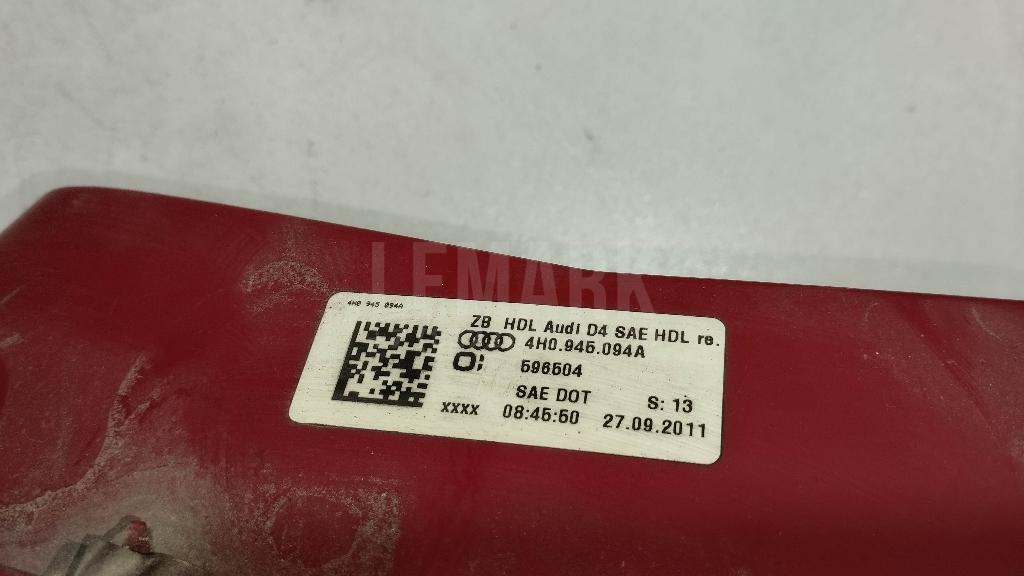 LEMARK
4H0 945 094A
ZB HDL Audi D4 SAE HDL re.
4H0.945.094A
596504
SAE DOT S: 13
xxxx 08:45:50 27.09.2011